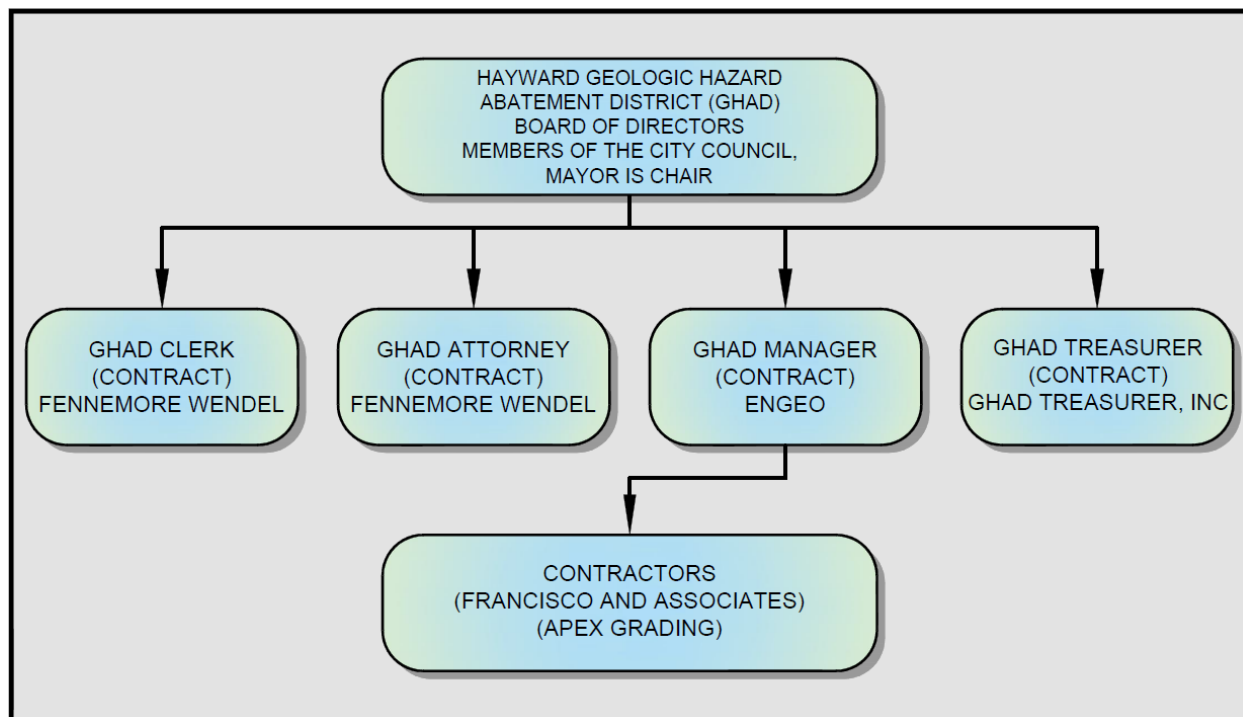 HAYWARD GEOLOGIC HAZARD
ABATEMENT DISTRICT (GHAD)
BOARD OF DIRECTORS
MEMBERS OF THE CITY COUNCIL,
MAYOR IS CHAIR
GHAD CLERK
(CONTRACT)
FENNEMORE WENDEL
GHAD ATTORNEY
(CONTRACT)
FENNEMORE WENDEL
GHAD MANAGER
(CONTRACT)
ENGEO
GHAD TREASURER
(CONTRACT)
GHAD TREASURER, INC
CONTRACTORS
(FRANCISCO AND ASSOCIATES)
(APEX GRADING)